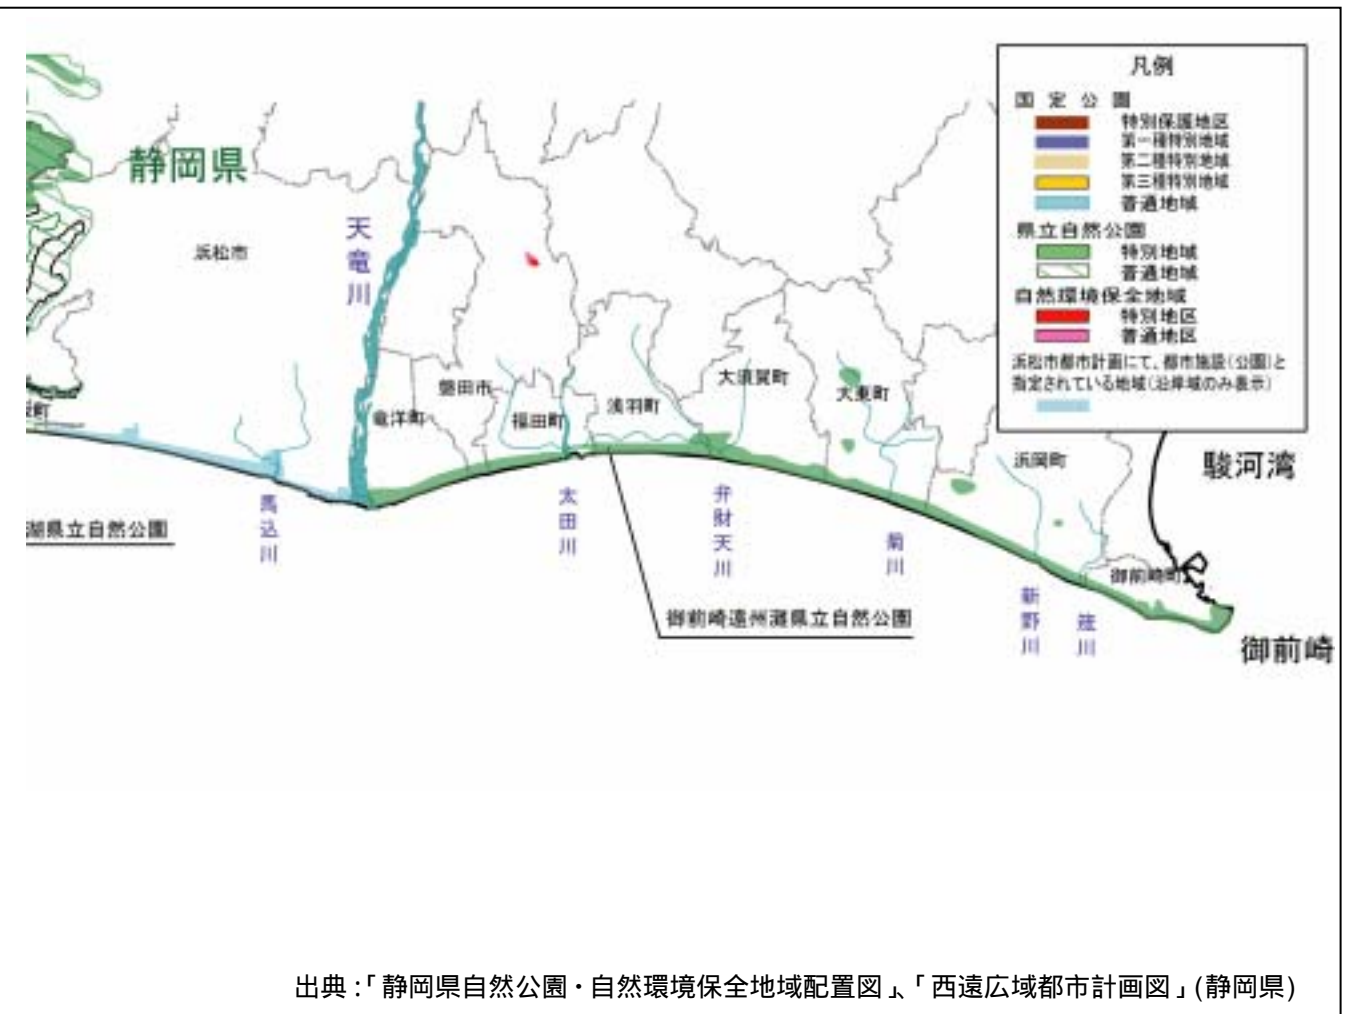 凡例
国定公園
特別保護地区
第一種特別地域
第二種特別地域
第三種特別地域
普通地域
県立自然公園
特別地域
普通地域
自然環境保全地域
特別地区
普通地区
浜松市都市計画にて、都市施設（公園）と
指定されている地域（沿岸域のみ表示）
静岡県
天竜川
浜松市
磐田市
竜洋町
福田町
浅羽町
大須賀町
大東町
浜岡町
駿河湾
御前崎町
御前崎
馬込川
太田川
弁財天川
菊川
新野川
筬川
湖県立自然公園
御前崎遠州灘県立自然公園
出典：「静岡県自然公園・自然環境保全地域配置図」、「西遠広域都市計画図」(静岡県)